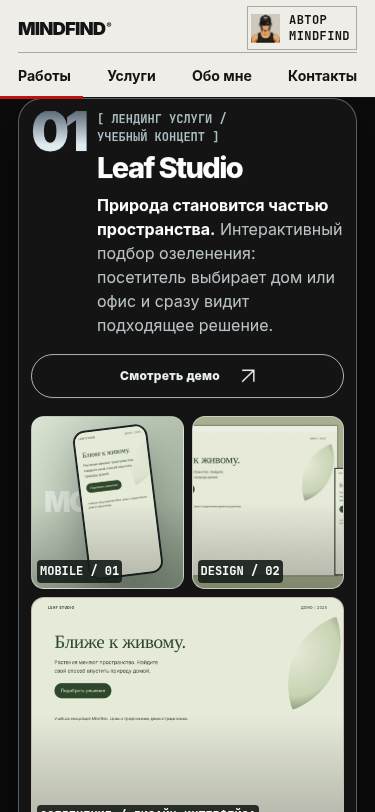 MINDFIND®
АВТОР
MINDFIND
Работы
Услуги
Обо мне
Контакты
01
[ ЛЕНДИНГ УСЛУГИ /
УЧЕБНЫЙ КОНЦЕПТ ]
Leaf Studio
Природа становится частью
пространства. Интерактивный
подбор озеленения:
посетитель выбирает дом или
офис и сразу видит
подходящее решение.
Смотреть демо
Ближе к живому.
MOBILE / 01
к живому.
DESIGN / 02
LEAF STUDIO
ДЕМО / 2026
Ближе к живому.
Растения меняют пространство. Найдите
свой способ впустить природу домой.
Подобрать решение